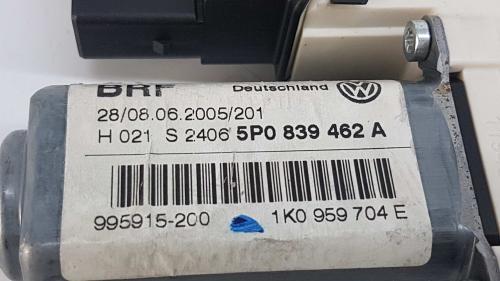 BRF Deutschland
28/08.06.2005/201
H 021 S 2406 5P0 839 462 A
995915-200 1K0 959 704 E